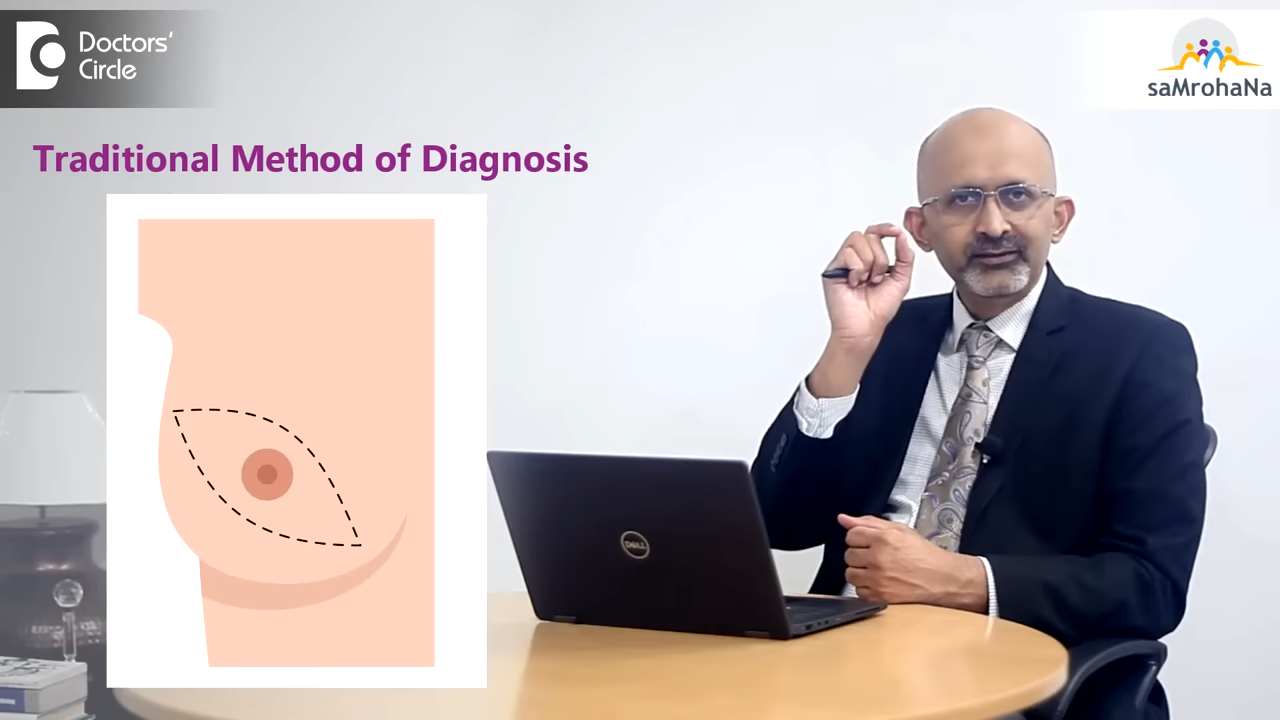 Doctors'
Circle
saMrohaNa
Traditional Method of Diagnosis
DELL